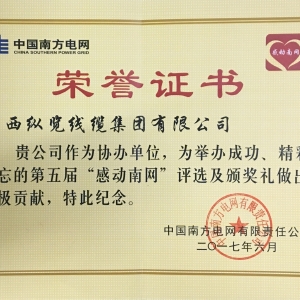 中国南方电网
CHINA SOUTHERN POWER GRID
感动南网
荣誉证书
西纵览线缆集团有限公司
贵公司作为协办单位，为举办成功、精彩
忘的第五届“感动南网”评选及颁奖礼做出
极贡献，特此纪念。
中国南方电网有限责任公
二〇一七年六月